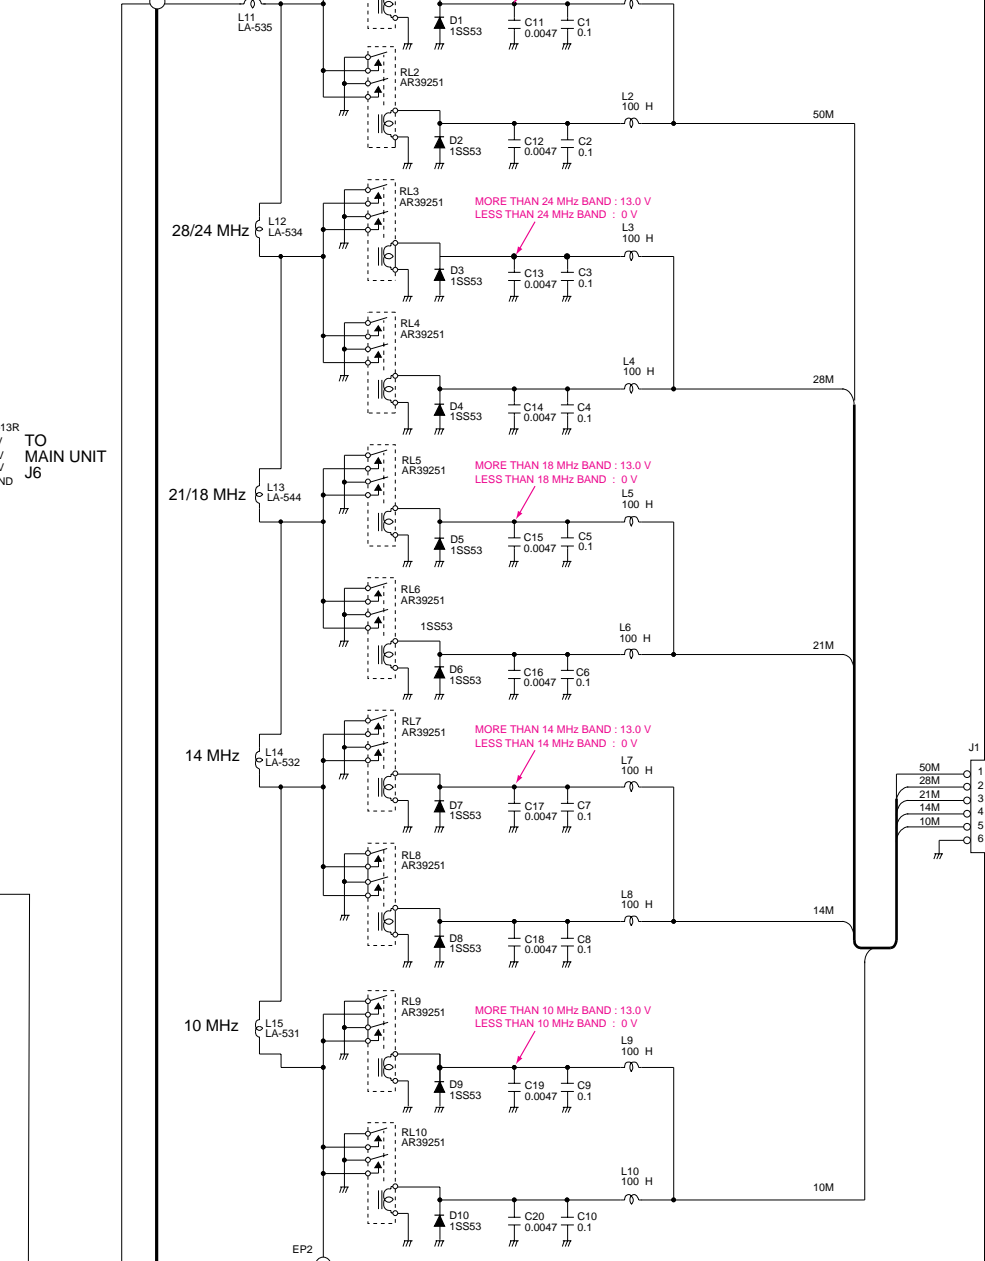 L11
LA-535
D1
1SS53
C11
0.0047
C1
0.1
RL2
AR39251
L2
100 H
50M
D2
1SS53
C12
0.0047
C2
0.1
RL3
AR39251
MORE THAN 24 MHz BAND : 13.0 V
LESS THAN 24 MHz BAND : 0 V
28/24 MHz
L12
LA-534
L3
100 H
D3
1SS53
C13
0.0047
C3
0.1
RL4
AR39251
L4
100 H
28M
D4
1SS53
C14
0.0047
C4
0.1
13R
TO
MAIN UNIT
J6
V
V
ND
RL5
AR39251
MORE THAN 18 MHz BAND : 13.0 V
LESS THAN 18 MHz BAND : 0 V
21/18 MHz
L13
LA-544
L5
100 H
D5
1SS53
C15
0.0047
C5
0.1
RL6
AR39251
1SS53
L6
100 H
21M
D6
1SS53
C16
0.0047
C6
0.1
RL7
AR39251
MORE THAN 14 MHz BAND : 13.0 V
LESS THAN 14 MHz BAND : 0 V
14 MHz
L14
LA-532
L7
100 H
D7
1SS53
C17
0.0047
C7
0.1
J1
50M 1
28M 2
21M 3
14M 4
10M 5
6
RL8
AR39251
L8
100 H
14M
D8
1SS53
C18
0.0047
C8
0.1
RL9
AR39251
MORE THAN 10 MHz BAND : 13.0 V
LESS THAN 10 MHz BAND : 0 V
10 MHz
L15
LA-531
L9
100 H
D9
1SS53
C19
0.0047
C9
0.1
RL10
AR39251
L10
100 H
10M
D10
1SS53
C20
0.0047
C10
0.1
EP2